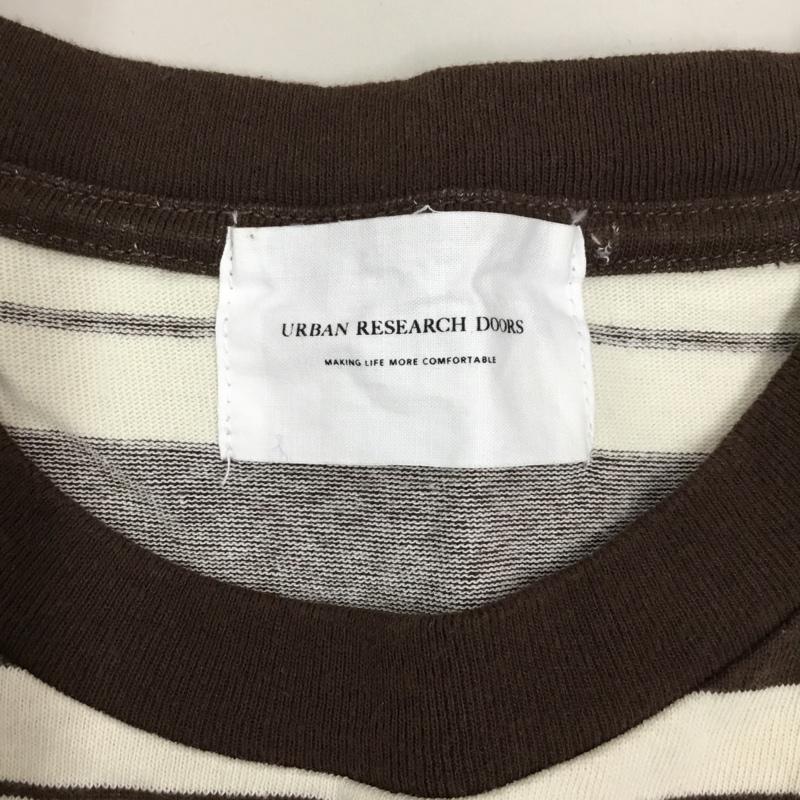 URBAN RESEARCH DOORS
MAKING LIFE MORE COMFORTABLE